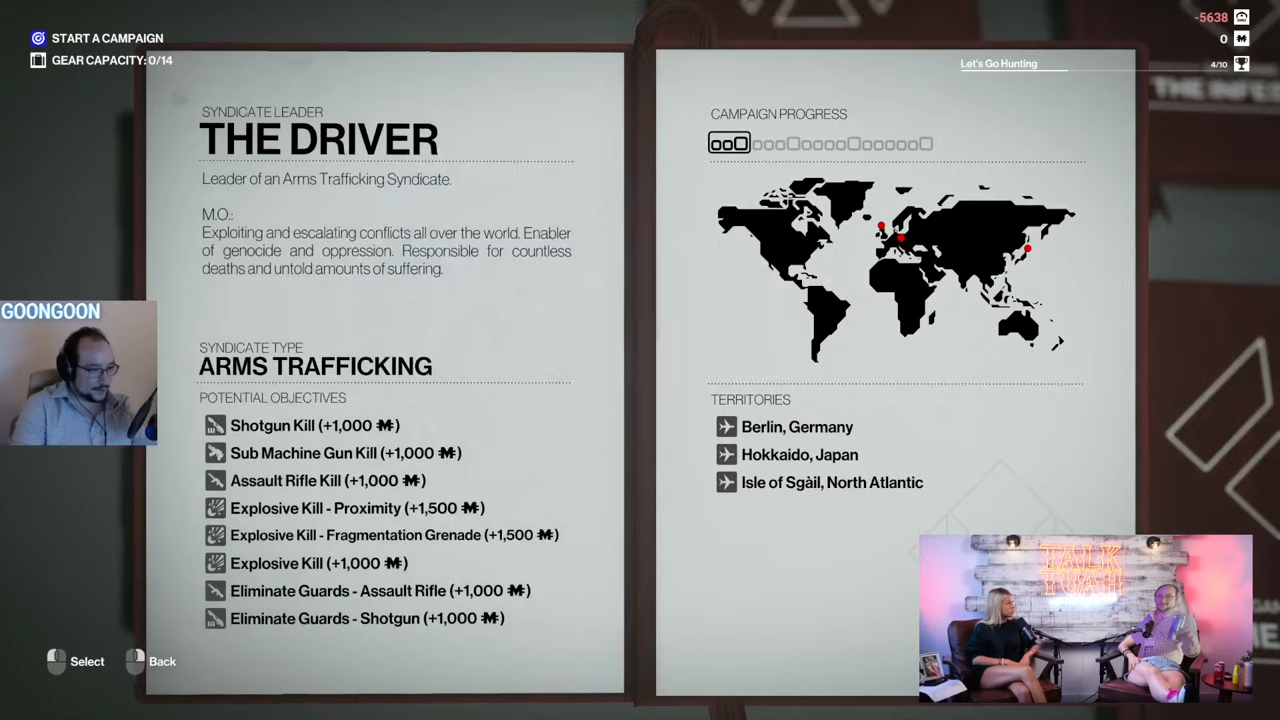 START A CAMPAIGN
GEAR CAPACITY: 0/14
-5638
0
Let's Go Hunting
4/10
SYNDICATE LEADER
THE DRIVER
Leader of an Arms Trafficking Syndicate.
M.O.:
Exploiting and escalating conflicts all over the world. Enabler
of genocide and oppression. Responsible for countless
deaths and untold amounts of suffering.
GOONGOON
SYNDICATE TYPE
ARMS TRAFFICKING
POTENTIAL OBJECTIVES
Shotgun Kill (+1,000)
Sub Machine Gun Kill (+1,000)
Assault Rifle Kill (+1,000)
Explosive Kill - Proximity (+1,500)
Explosive Kill - Fragmentation Grenade (+1,500)
Explosive Kill (+1,000)
Eliminate Guards - Assault Rifle (+1,000)
Eliminate Guards - Shotgun (+1,000)
Select
Back
CAMPAIGN PROGRESS
TERRITORIES
Berlin, Germany
Hokkaido, Japan
Isle of Sgàil, North Atlantic
TALK
TUAH